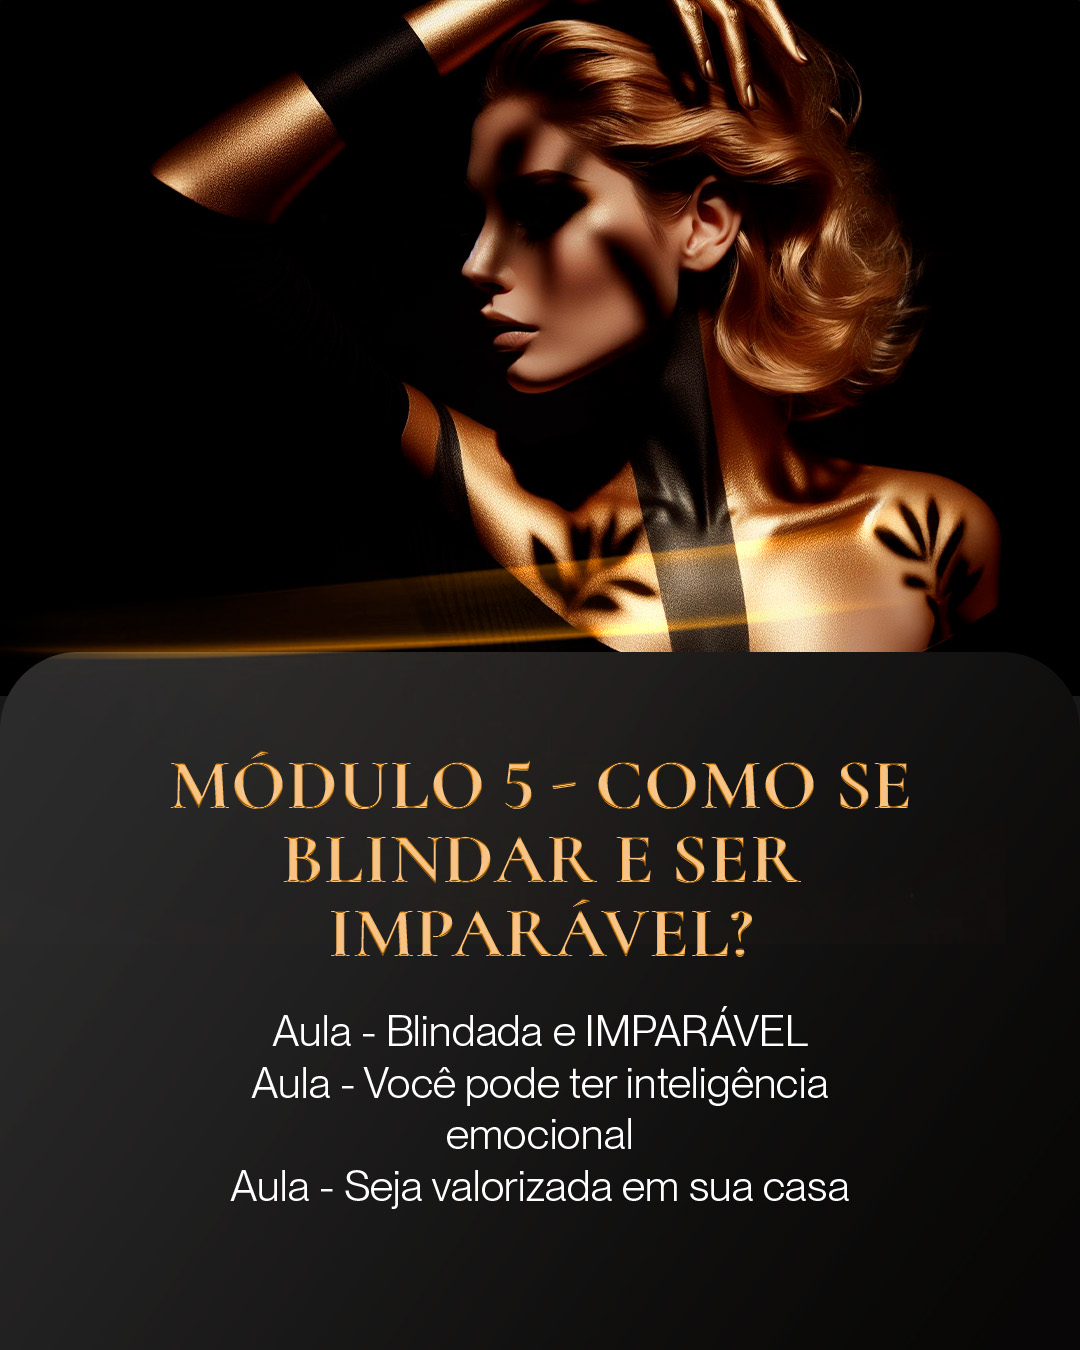 MÓDULO 5 - COMO SE
BLINDAR E SER
IMPARÁVEL?
Aula - Blindada e IMPARÁVEL
Aula - Você pode ter inteligência
emocional
Aula - Seja valorizada em sua casa